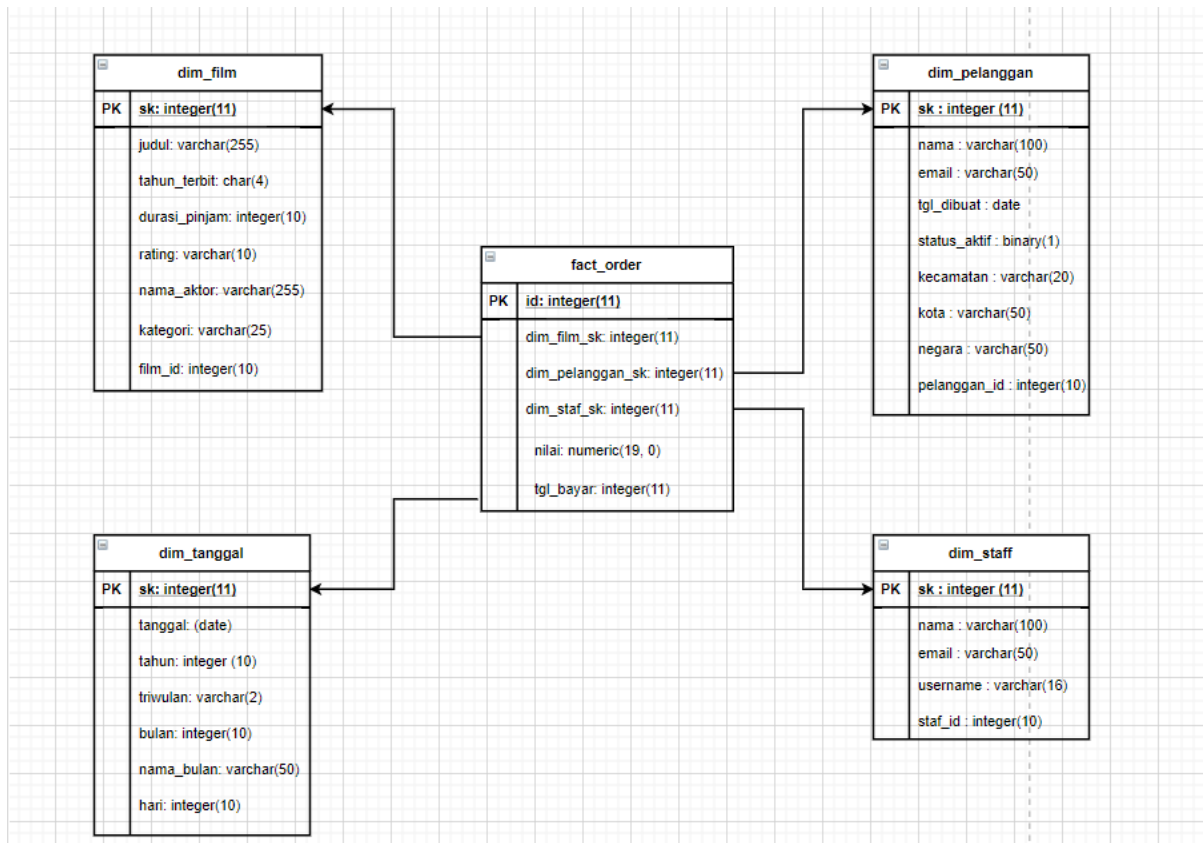 dim_film
PK sk: integer(11)
judul: varchar(255)
tahun_terbit: char(4)
durasi_pinjam: integer(10)
rating: varchar(10)
nama_aktor: varchar(255)
kategori: varchar(25)
film_id: integer(10)
dim_pelanggan
PK sk : integer (11)
nama : varchar(100)
email : varchar(50)
tgl_dibuat : date
status_aktif : binary(1)
kecamatan : varchar(20)
kota : varchar(50)
negara : varchar(50)
pelanggan_id : integer(10)
fact_order
PK id: integer(11)
dim_film_sk: integer(11)
dim_pelanggan_sk: integer(11)
dim_staf_sk: integer(11)
nilai: numeric(19, 0)
tgl_bayar: integer(11)
dim_tanggal
PK sk: integer(11)
tanggal: (date)
tahun: integer (10)
triwulan: varchar(2)
bulan: integer(10)
nama_bulan: varchar(50)
hari: integer(10)
dim_staff
PK sk : integer (11)
nama : varchar(100)
email : varchar(50)
username : varchar(16)
staf_id : integer(10)